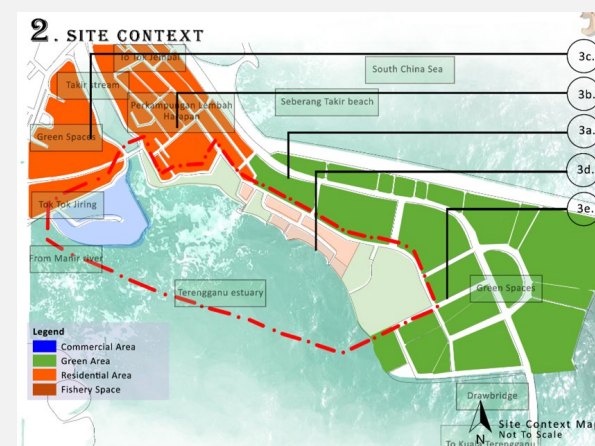 2. SITE CONTEXT
To Tok Jembal
South China Sea
3c.
Takir stream
3b.
Perkampungan Lembah
Harapan
Seberang Takir beach
3a.
Green Spaces
3d.
Tok Tok Jiring
3e.
From Manir river
Terengganu estuary
Green Spaces
Legend
Commercial Area
Green Area
Residential Area
Fishery Space
Drawbridge
Site Context Map
Not To Scale
N
To Kuala Terengganu